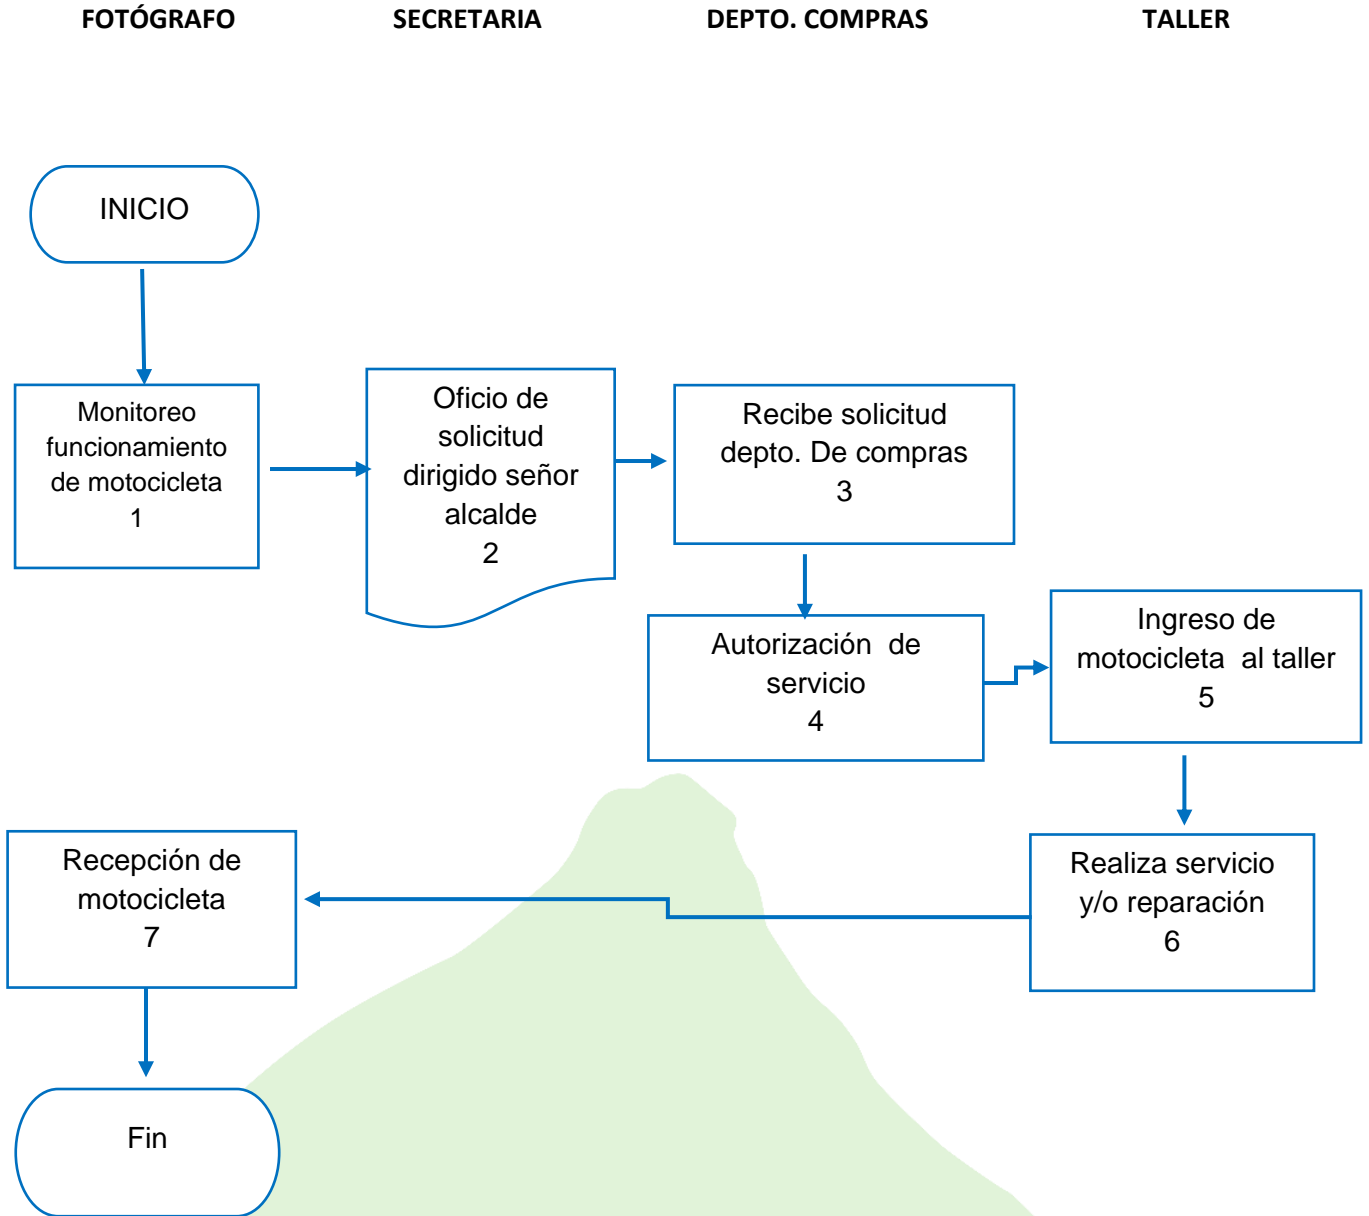 FOTÓGRAFO
SECRETARIA
DEPTO. COMPRAS
TALLER
INICIO
Monitoreo
funcionamiento
de motocicleta
1
Oficio de
solicitud
dirigido señor
alcalde
2
Recibe solicitud
depto. De compras
3
Autorización de
servicio
4
Ingreso de
motocicleta al taller
5
Realiza servicio
y/o reparación
6
Recepción de
motocicleta
7
Fin